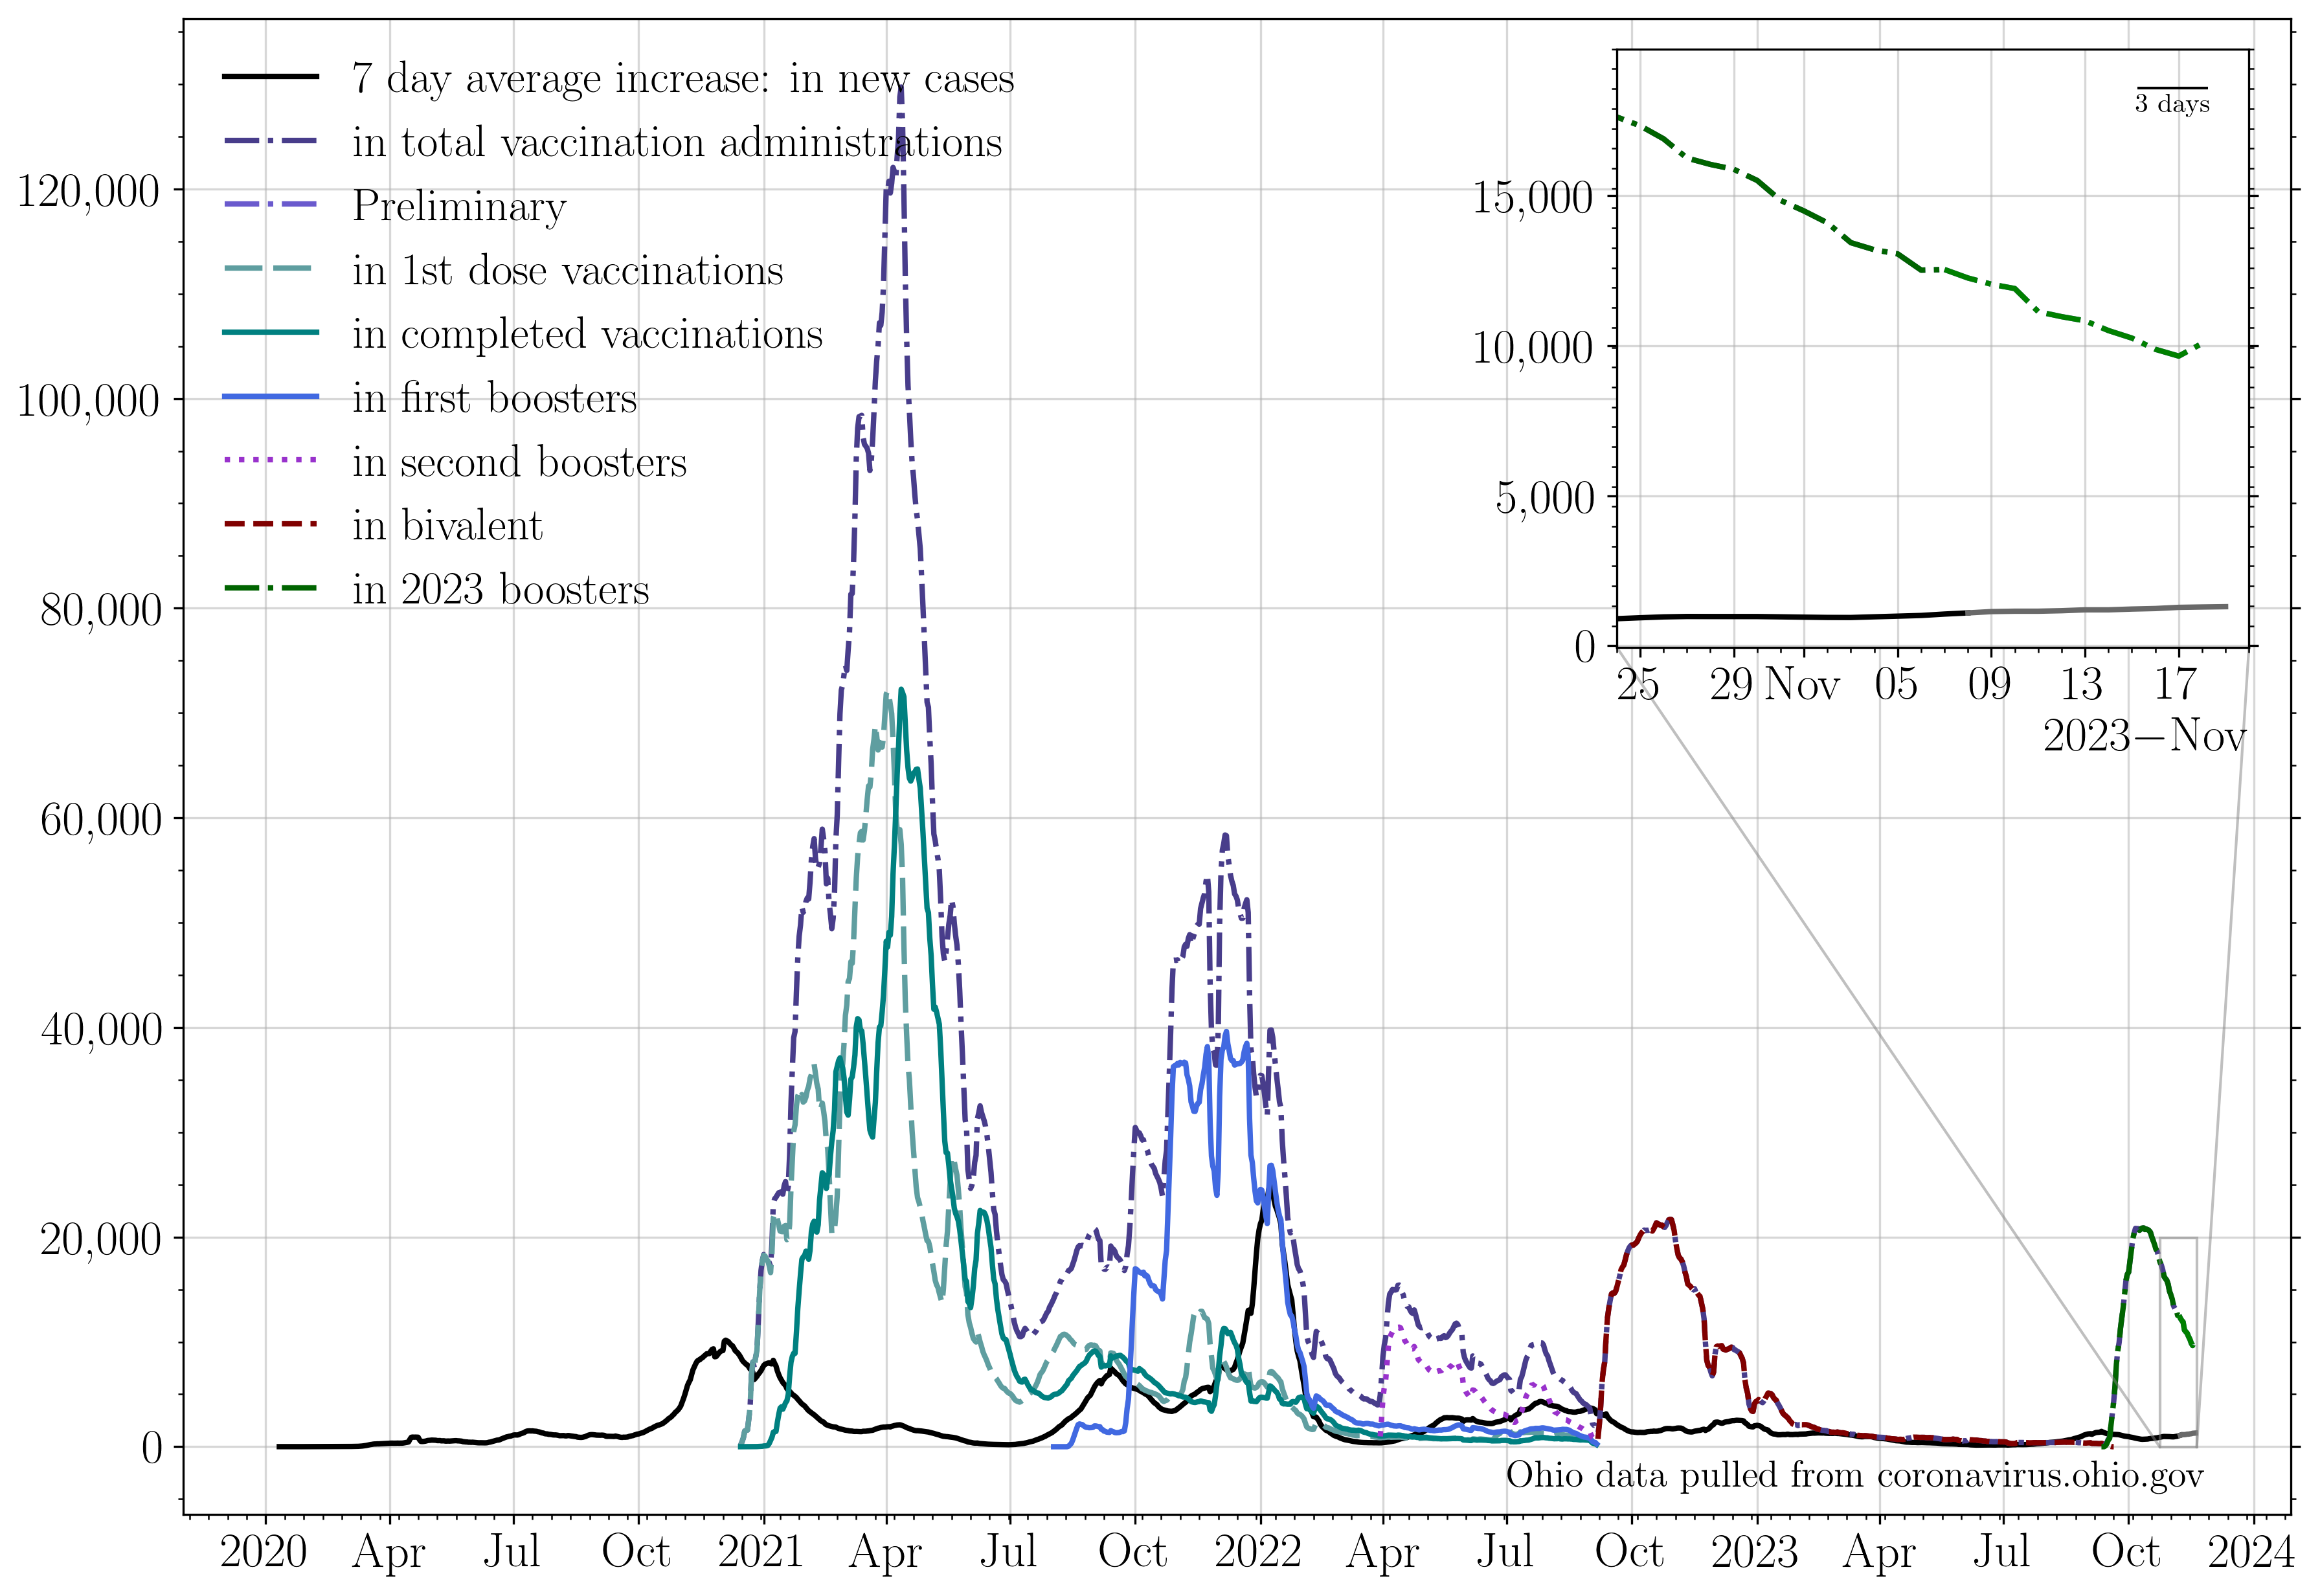 7 day average increase: in new cases
in total vaccination administrations
Preliminary
in 1st dose vaccinations
in completed vaccinations
in first boosters
in second boosters
in bivalent
in 2023 boosters
120,000
100,000
80,000
60,000
40,000
20,000
0
3 days
15,000
10,000
5,000
0
25 29 Nov 05 09 13 17
2023—Nov
Ohio data pulled from coronavirus.ohio.gov
2020 Apr Jul Oct 2021 Apr Jul Oct 2022 Apr Jul Oct 2023 Apr Jul Oct 2024